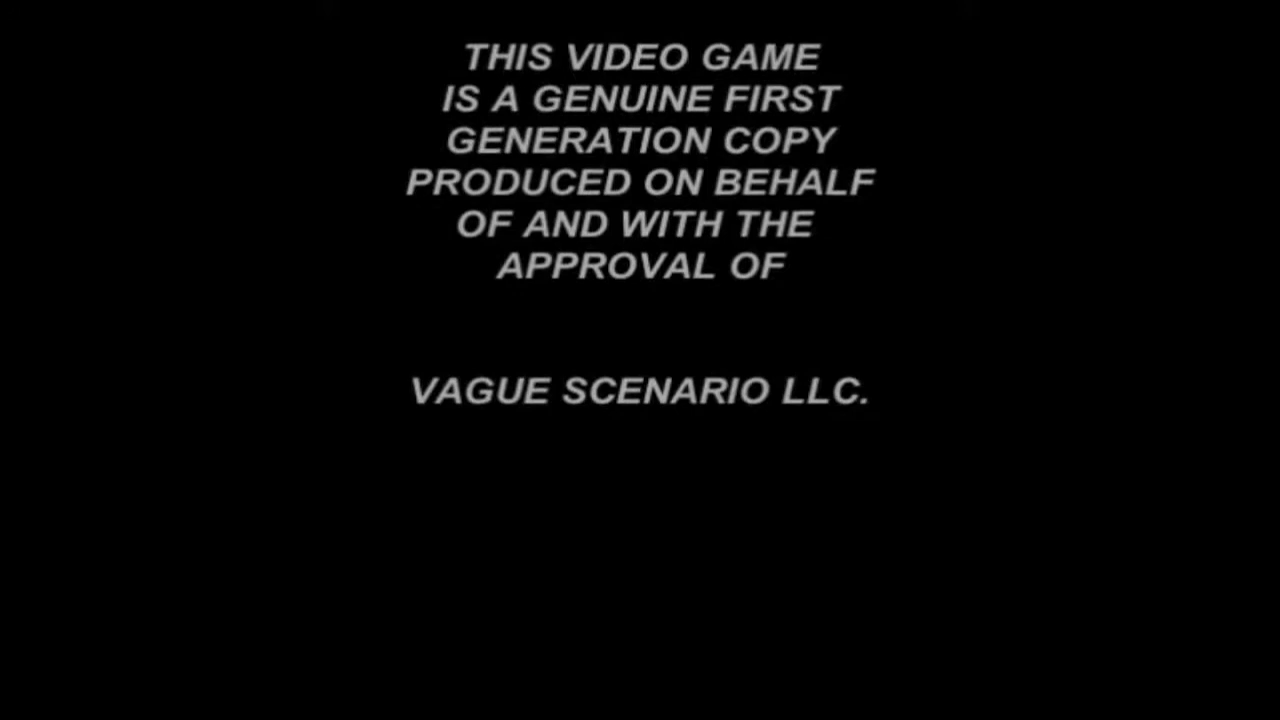 THIS VIDEO GAME
IS A GENUINE FIRST
GENERATION COPY
PRODUCED ON BEHALF
OF AND WITH THE
APPROVAL OF
VAGUE SCENARIO LLC.